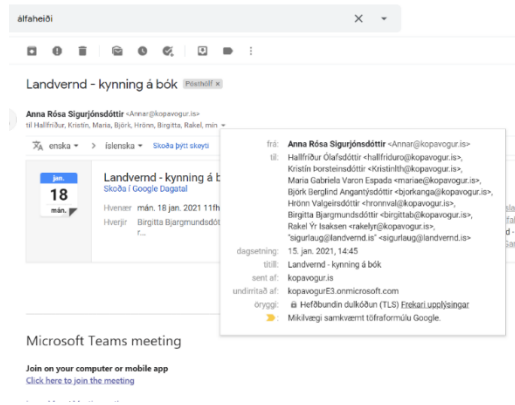 álfaheiði
Landvernd - kynning á bók Pósthólf x
Anna Rósa Sigurjónsdóttir <Annar@kopavogur.is>
til Hallfríður, Kristín, Maria, Björk, Hrönn, Birgitta, Rakel, mín
enska > íslenska Skoða þýtt skeyti
jan.
18
mán.
Landvernd - kynning á b
Skoða í Google Dagatal
Hvenær mán. 18 jan. 2021 11fh
Hverjir Birgitta Bjargmundsdót
r...
frá: Anna Rósa Sigurjónsdóttir <Annar@kopavogur.is>
til: Hallfríður Ólafsdóttir <hallfriduro@kopavogur.is>,
Kristín Þorsteinsdóttir <Kristinlth@kopavogur.is>,
Maria Gabriela Varon Espada <mariae@kopavogur.is>,
Björk Berglind Angantýsdóttir <bjorkanga@kopavogur.is>,
Hrönn Valgeirsdóttir <hronnval@kopavogur.is>,
Birgitta Bjargmundsdóttir <birgittab@kopavogur.is>,
Rakel Ýr Isaksen <rakelyr@kopavogur.is>,
"sigurlaug@landvernd.is" <sigurlaug@landvernd.is>
dagsetning: 15. jan. 2021, 14:45
titill: Landvernd - kynning á bók
sent af: kopavogur.is
undirritað af: kopavogurE3.onmicrosoft.com
öryggi: Hefðbundin dulkóðun (TLS) Frekari upplýsingar
Mikilvægi samkvæmt töfraformúlu Google.
Microsoft Teams meeting
Join on your computer or mobile app
Click here to join the meeting